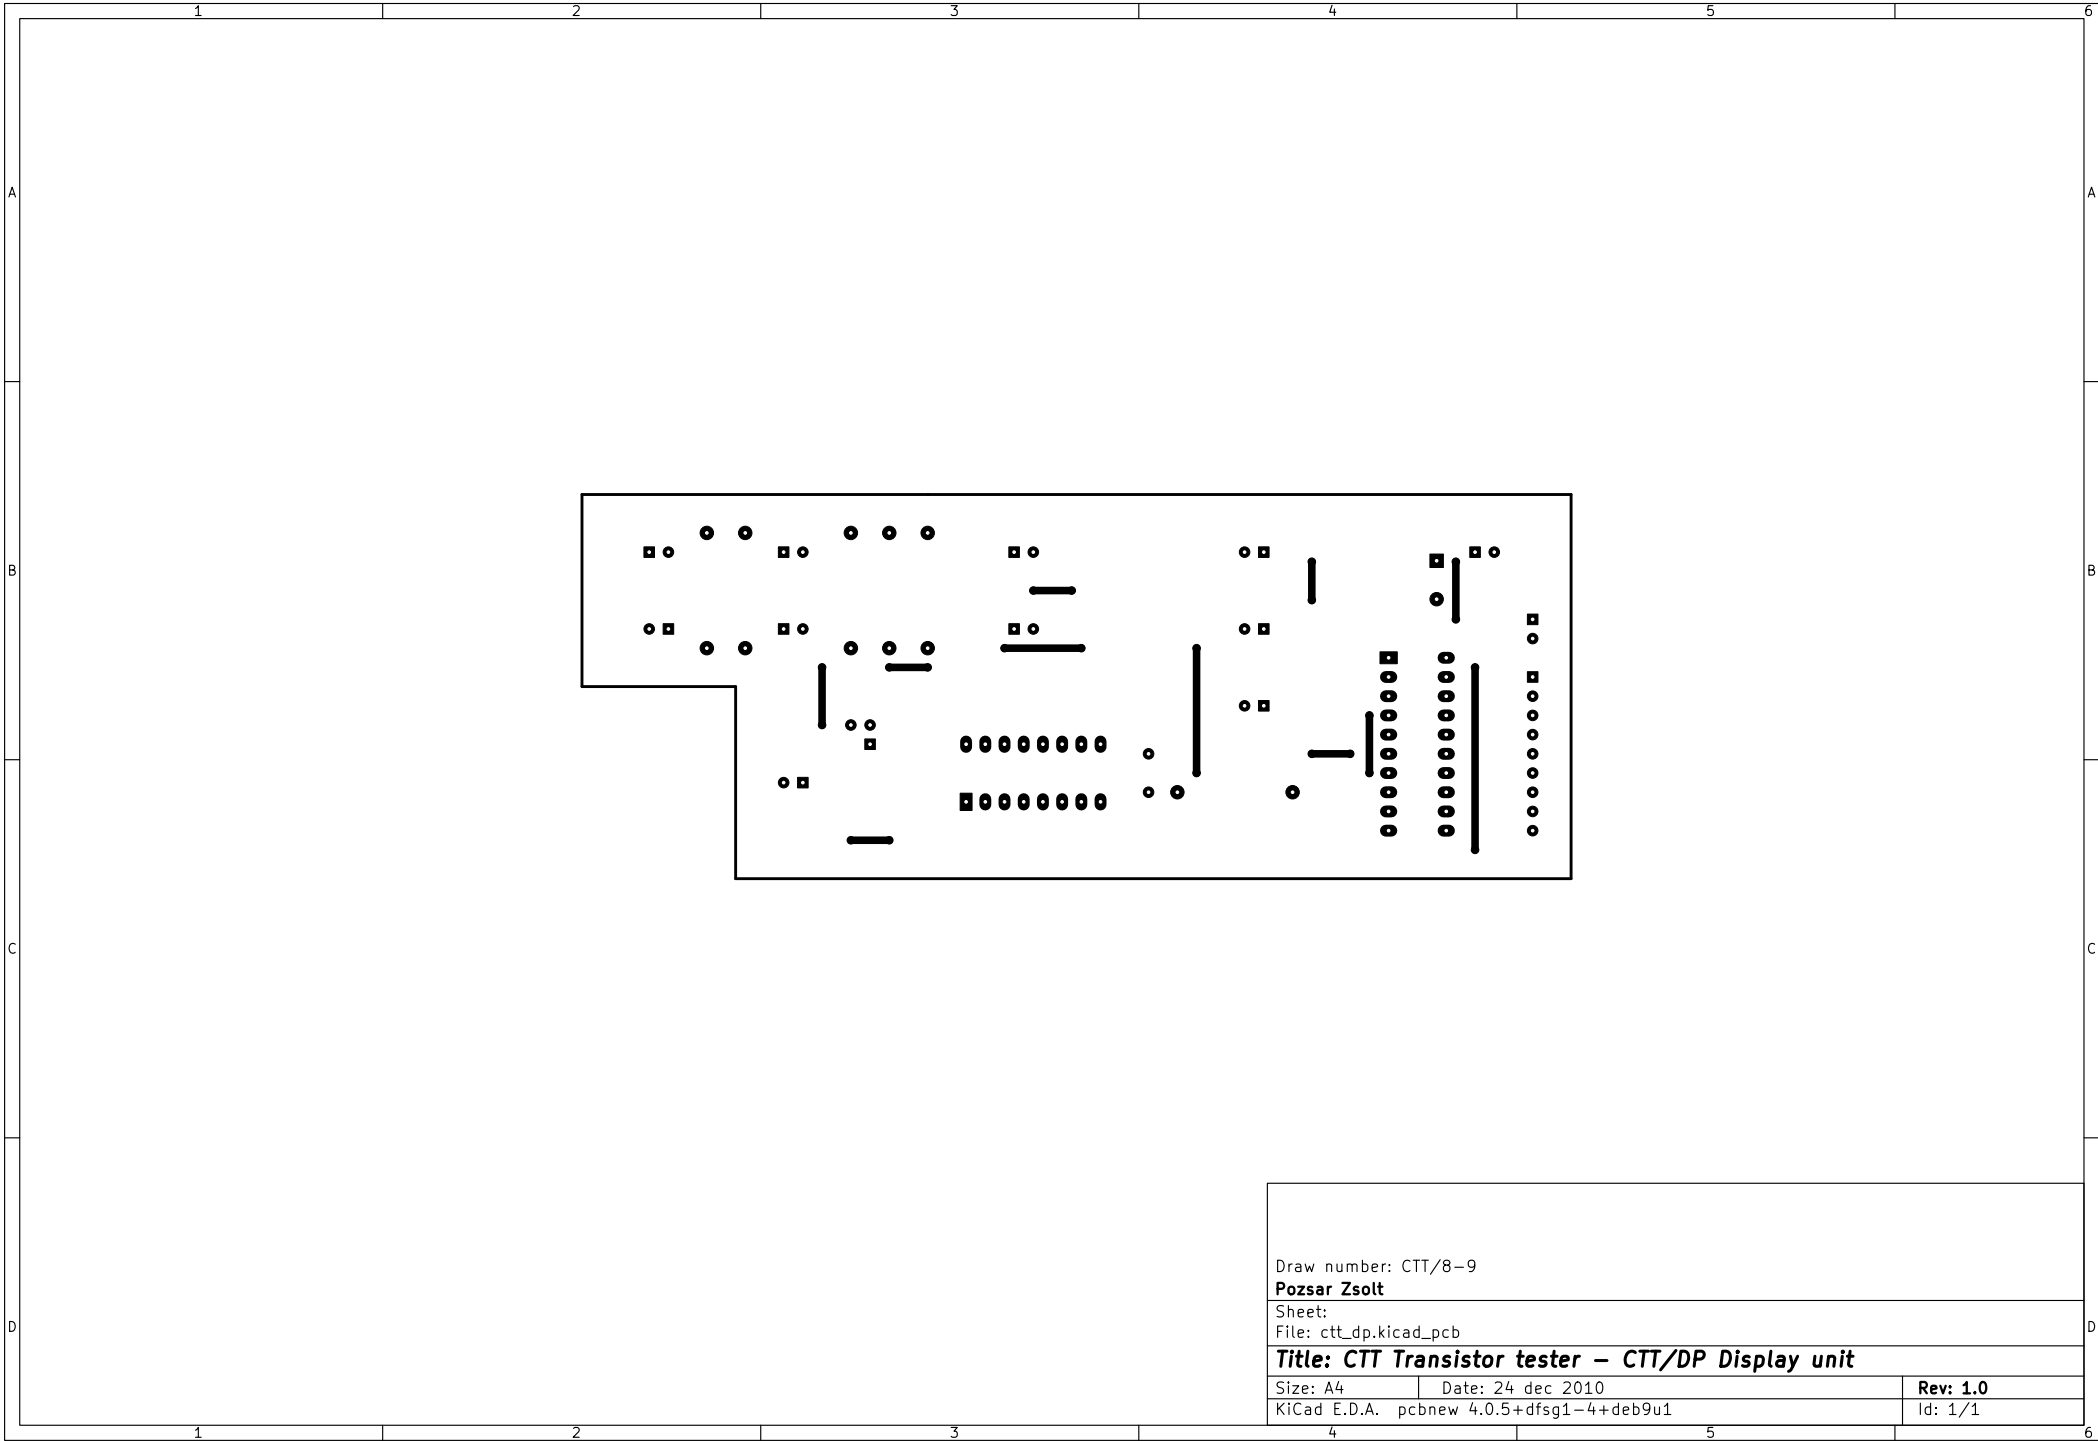 1 2 3 4 5 6
A A
B B
C C
Draw number: CTT/8-9
Pozsar Zsolt
Sheet:
D D
File: ctt_dp.kicad_pcb
Title: CTT Transistor tester - CTT/DP Display unit
Size: A4 Date: 24 dec 2010 Rev: 1.0
KiCad E.D.A. pcbnew 4.0.5+dfsg1-4+deb9u1 Id: 1/1
1 2 3 4 5 6